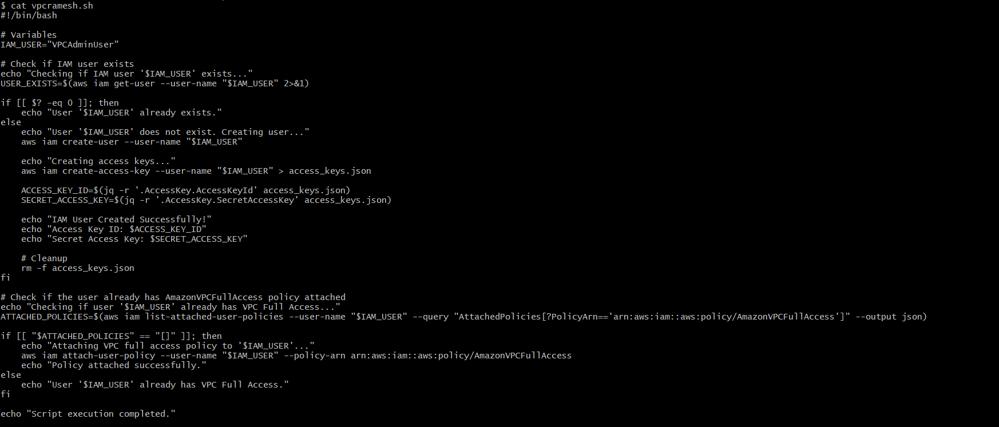 $ cat vpcramesh.sh
#!/bin/bash

# Variables
IAM_USER="VPCAdminUser"

# Check if IAM user exists
echo "Checking if IAM user '$IAM_USER' exists..."
USER_EXISTS=$(aws iam get-user --user-name "$IAM_USER" 2>&1)

if [[ $? -eq 0 ]]; then
    echo "User '$IAM_USER' already exists."
else
    echo "User '$IAM_USER' does not exist. Creating user..."
    aws iam create-user --user-name "$IAM_USER"

    echo "Creating access keys..."
    aws iam create-access-key --user-name "$IAM_USER" > access_keys.json

    ACCESS_KEY_ID=$(jq -r '.AccessKey.AccessKeyId' access_keys.json)
    SECRET_ACCESS_KEY=$(jq -r '.AccessKey.SecretAccessKey' access_keys.json)

    echo "IAM User Created Successfully!"
    echo "Access Key ID: $ACCESS_KEY_ID"
    echo "Secret Access Key: $SECRET_ACCESS_KEY"

    # Cleanup
    rm -f access_keys.json
fi

# Check if the user already has AmazonVPCFullAccess policy attached
echo "Checking if user '$IAM_USER' already has VPC Full Access..."
ATTACHED_POLICIES=$(aws iam list-attached-user-policies --user-name "$IAM_USER" --query "AttachedPolicies[?PolicyArn=='arn:aws:iam::aws:policy/AmazonVPCFullAccess']" --output json)

if [[ "$ATTACHED_POLICIES" == "[]" ]]; then
    echo "Attaching VPC full access policy to '$IAM_USER'..."
    aws iam attach-user-policy --user-name "$IAM_USER" --policy-arn arn:aws:iam::aws:policy/AmazonVPCFullAccess
    echo "Policy attached successfully."
else
    echo "User '$IAM_USER' already has VPC Full Access."
fi

echo "Script execution completed."